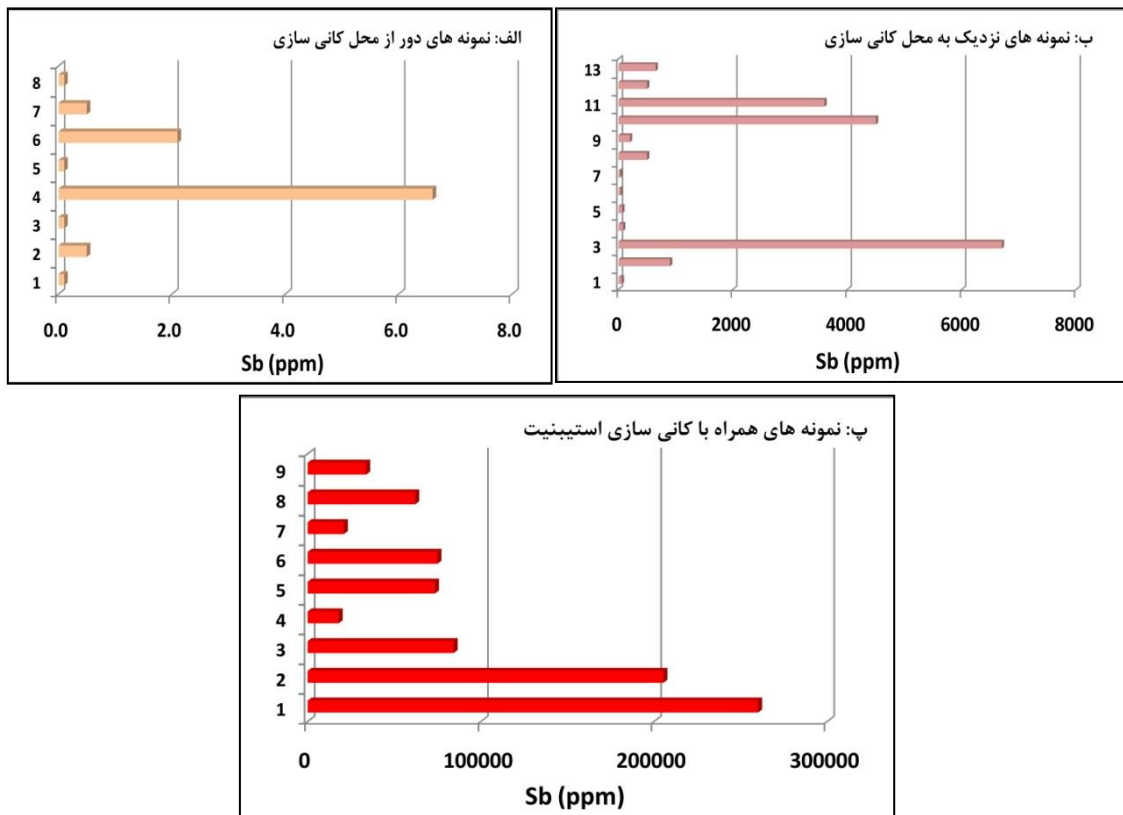 الف: نمونه های دور از محل کانی سازی
8
7
6
5
4
3
2
1
0.0 2.0 4.0 6.0 8.0
Sb (ppm)
ب: نمونه های نزدیک به محل کانی سازی
13
11
9
7
5
3
1
0 2000 4000 6000 8000
Sb (ppm)
پ: نمونه های همراه با کانی سازی استیبنیت
9
8
7
6
5
4
3
2
1
0 100000 200000 300000
Sb (ppm)